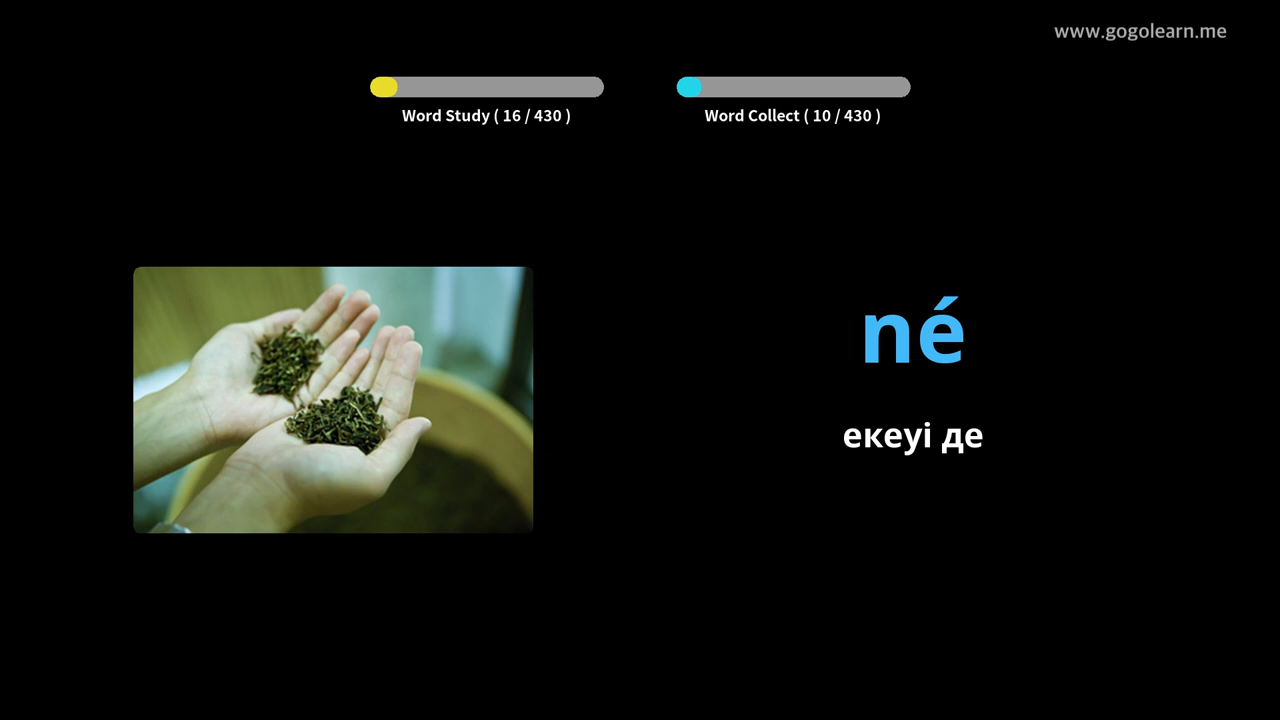 www.gogolearn.me
Word Study ( 16 / 430 )
Word Collect ( 10 / 430 )
né
екеуі де